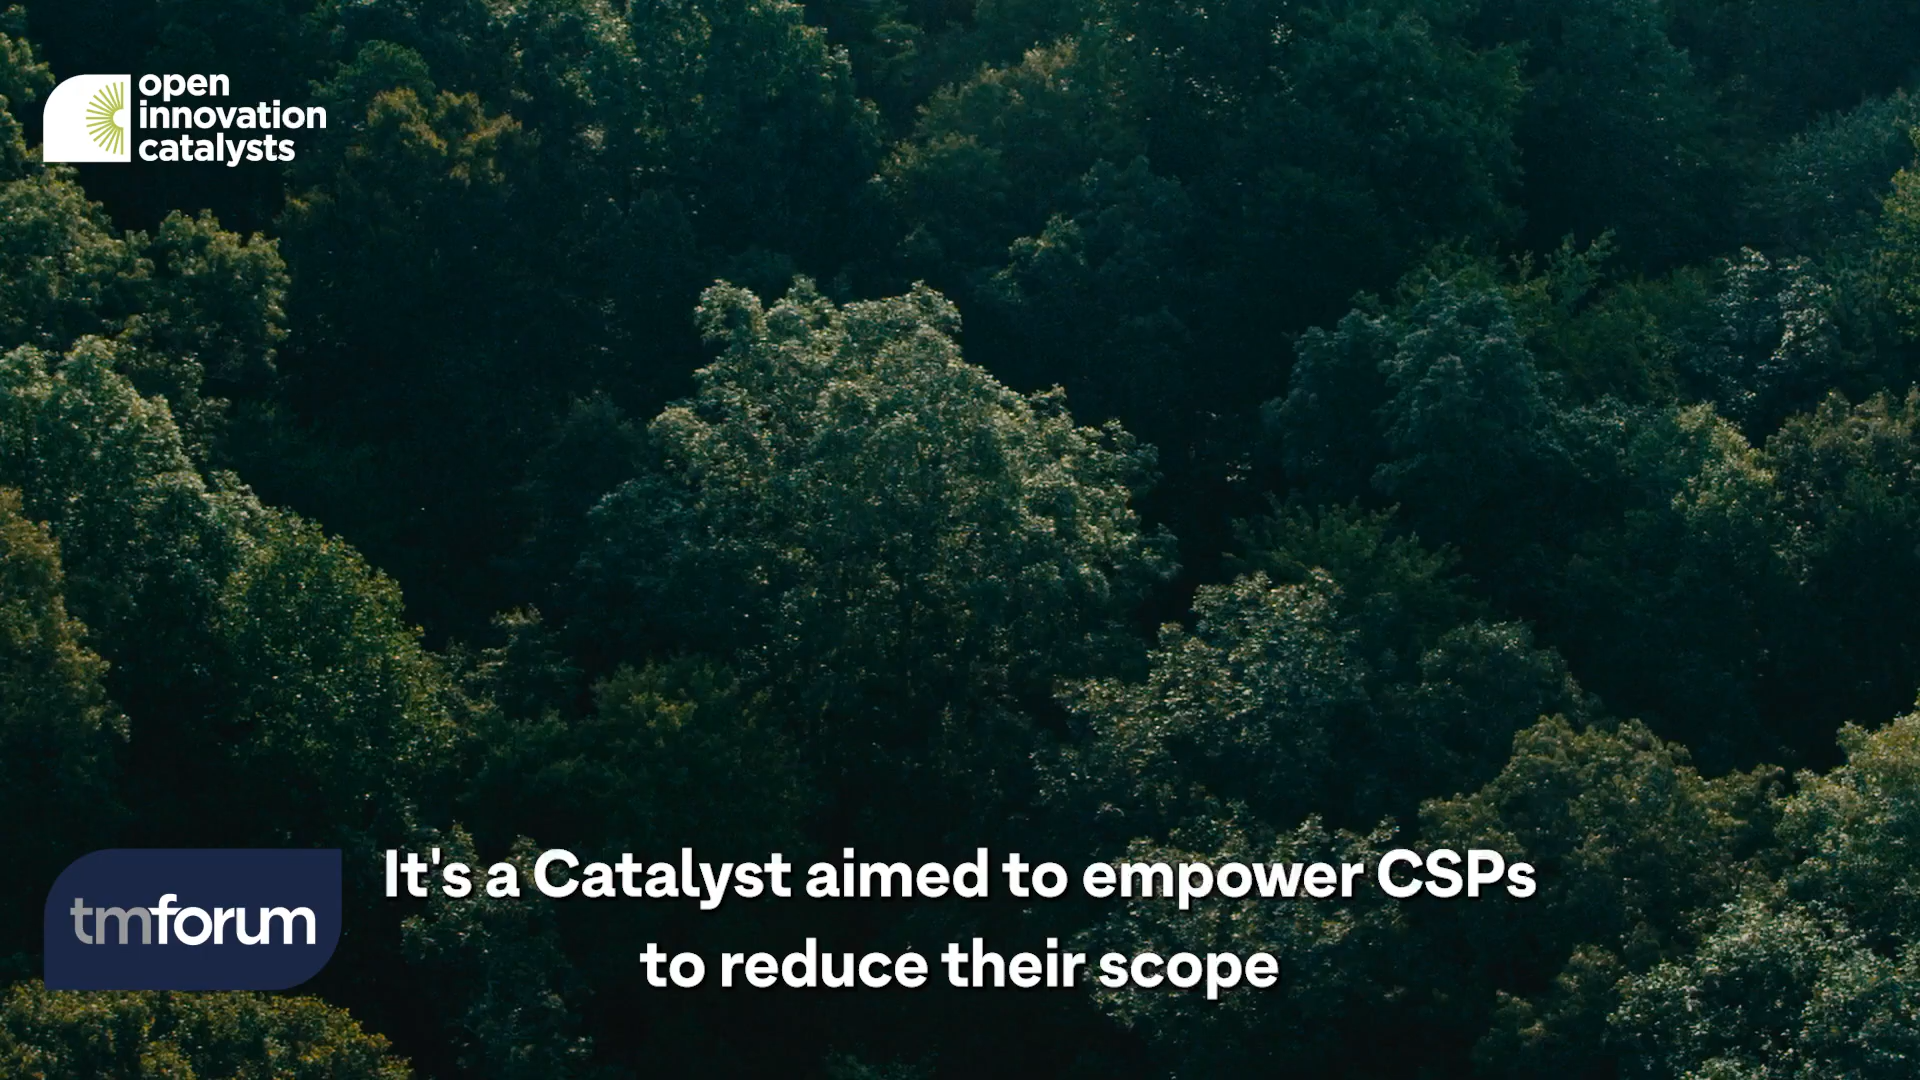 open
innovation
catalysts
It's a Catalyst aimed to empower CSPs
to reduce their scope
tmforum